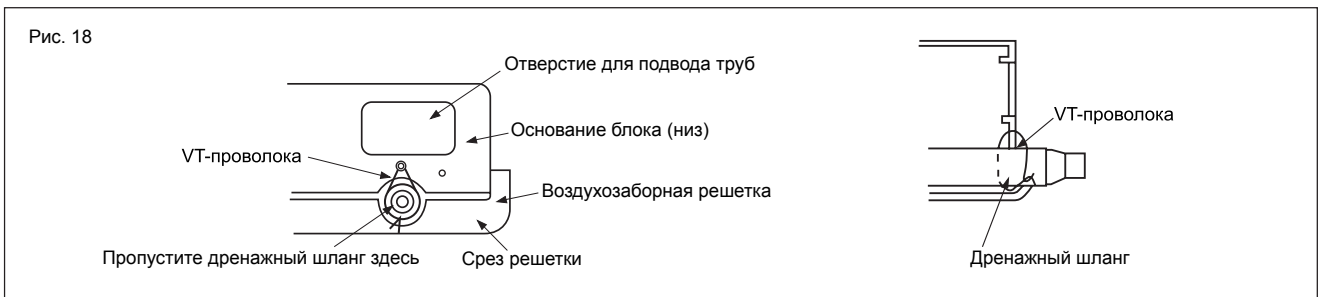 Рис. 18
Отверстие для подвода труб
Основание блока (низ)
VT-проволока
Воздухозаборная решетка
Пропустите дренажный шланг здесь
Срез решетки
VT-проволока
Дренажный шланг